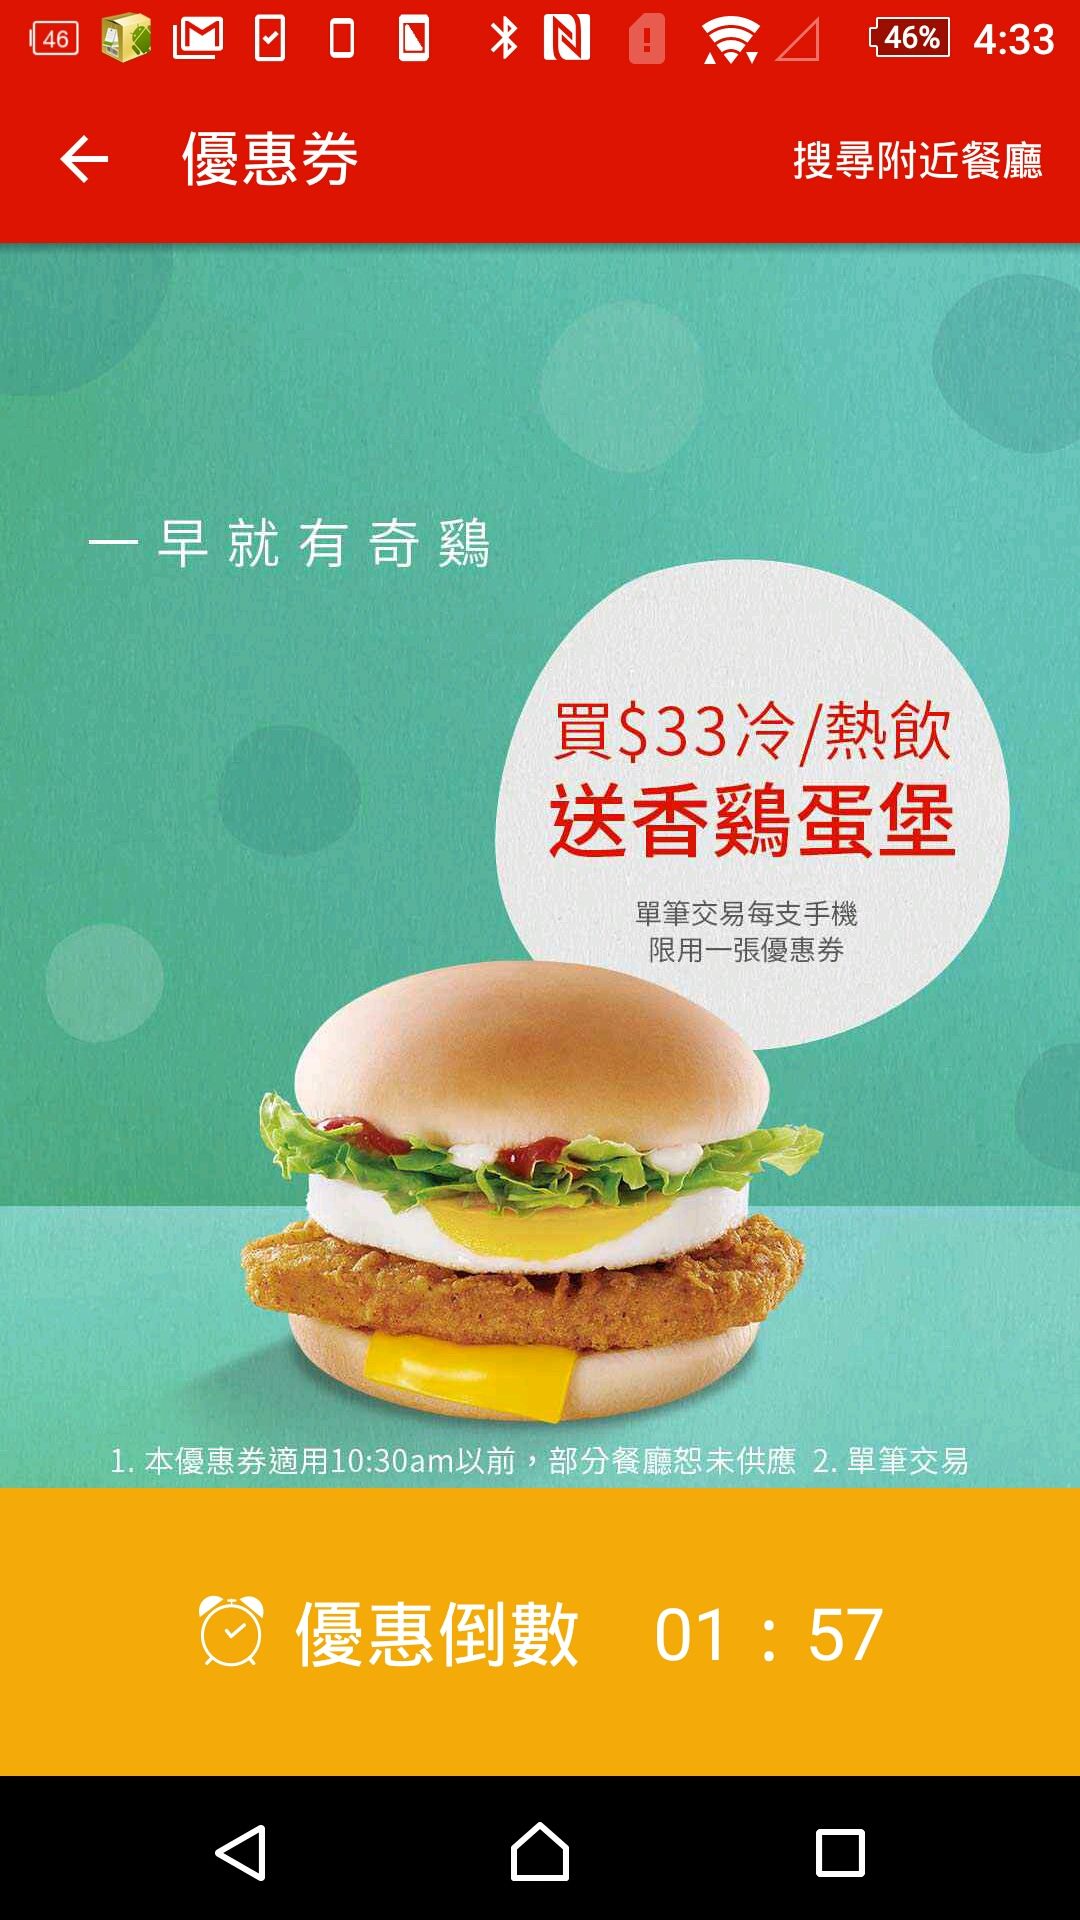 46
46%
4:33
優惠券
搜尋附近餐廳
一早就有奇鷄
買$33冷/熱飲
送香鷄蛋堡
單筆交易每支手機
限用一張優惠券
1. 本優惠券適用10:30am以前，部分餐廳恕未供應 2. 單筆交易
優惠倒數 01 : 57